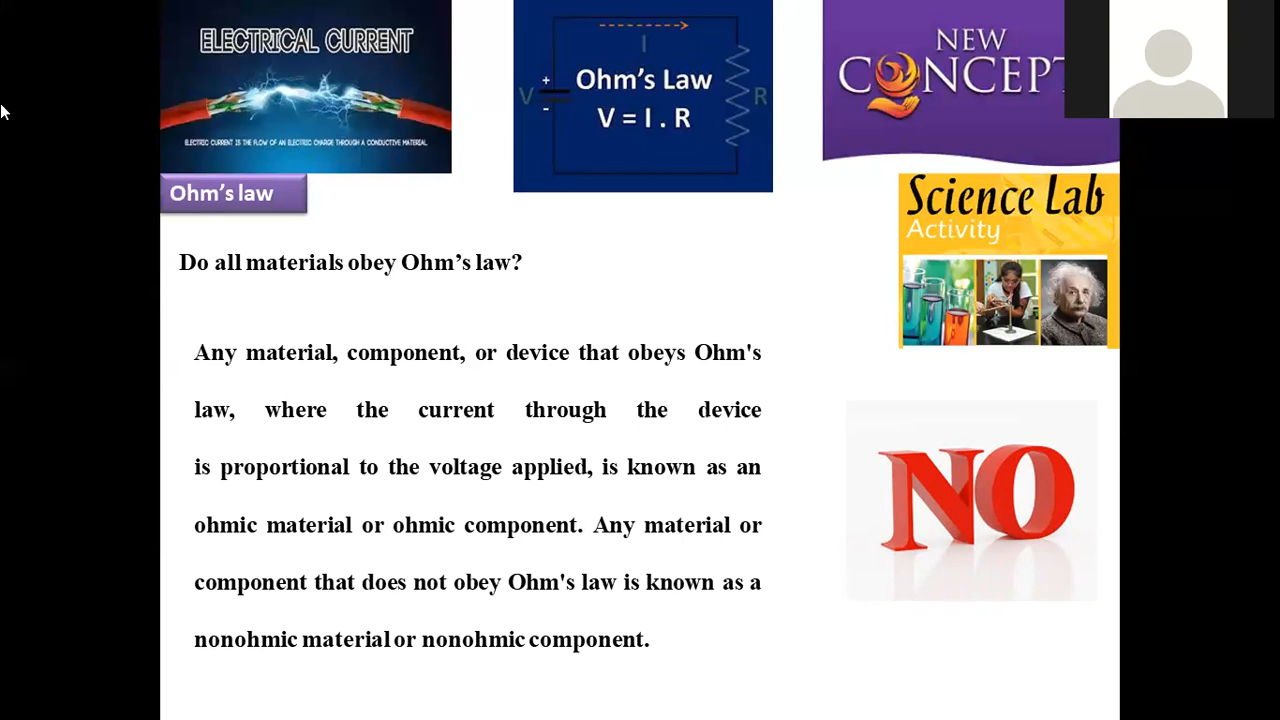 ELECTRICAL CURRENT
ELECTRIC CURRENT IS THE FLOW OF AN ELECTRIC CHARGE THROUGH A CONDUCTIVE MATERIAL.
I
+
V
-
R
Ohm's Law
V = I . R
NEW
CONCEPT
Ohm's law
Science Lab
Activity
Do all materials obey Ohm's law?
Any material, component, or device that obeys Ohm's
law, where the current through the device
is proportional to the voltage applied, is known as an
ohmic material or ohmic component. Any material or
component that does not obey Ohm's law is known as a
nonohmic material or nonohmic component.
NO